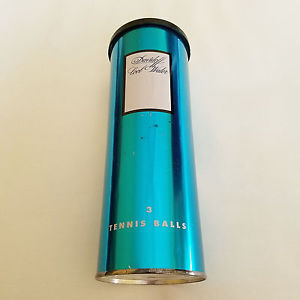 Davidoff
Cool Water
3
TENNIS BALLS